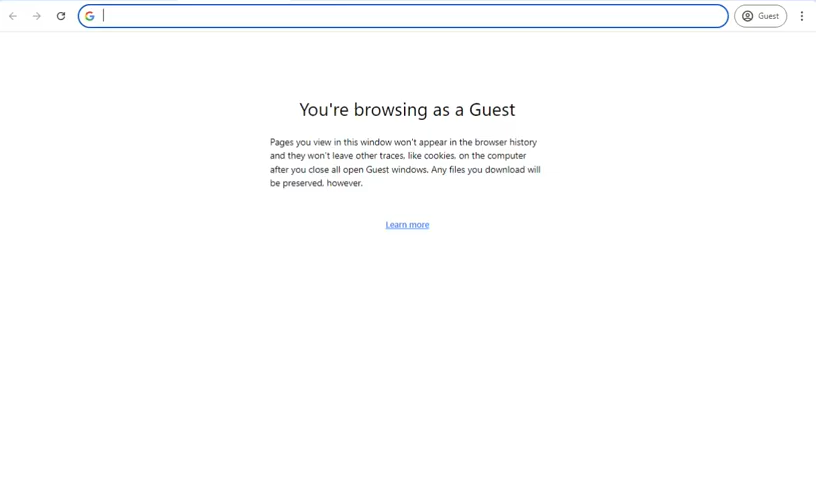 Guest
You're browsing as a Guest
Pages you view in this window won't appear in the browser history
and they won't leave other traces, like cookies, on the computer
after you close all open Guest windows. Any files you download will
be preserved, however.
Learn more